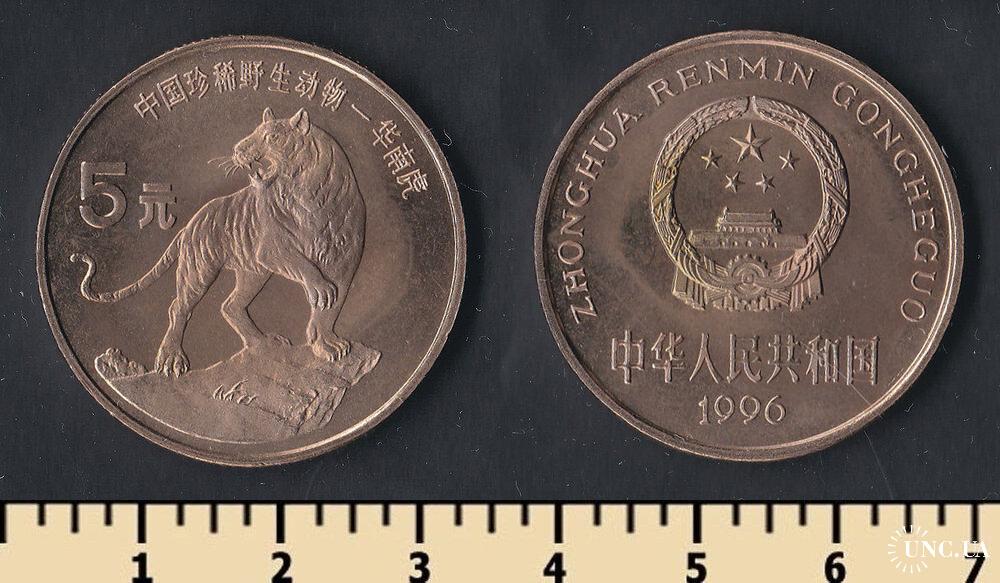 中国珍稀野生动物—华南虎
5元
ZHONGHUA RENMIN GONGHEGUO
中华人民共和国
1996
1 2 3 4 5 6 7
UNC.UA